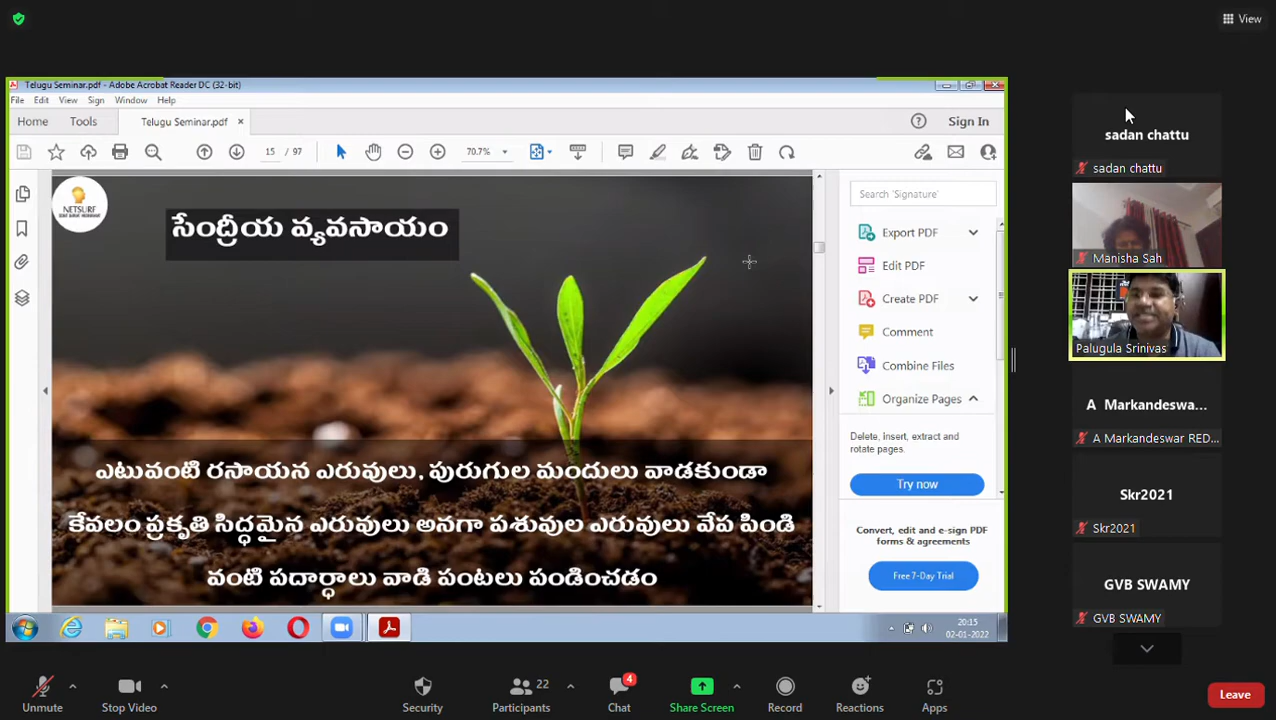 View
Telugu Seminar.pdf - Adobe Acrobat Reader DC (32-bit)
File Edit View Sign Window Help
Home Tools Telugu Seminar.pdf × Sign In
15 / 97 70.7%
NETSURF
సేంద్రీయ వ్యవసాయం
ఎటువంటి రసాయన ఎరువులు, పురుగుల మందులు వాడకుండా
కేవలం ప్రకృతి సిద్ధమైన ఎరువులు అనగా పశువుల ఎరువులు వేప పిండి
వంటి పదార్థాలు వాడి పంటలు పండించడం
Search 'Signature'
Export PDF
Edit PDF
Create PDF
Comment
Combine Files
Organize Pages
Delete, insert, extract and
rotate pages.
Try now
Convert, edit and e-sign PDF
forms & agreements
Free 7-Day Trial
20:15
02-01-2022
sadan chattu
sadan chattu
Manisha Sah
Palugula Srinivas
A Markandeswa...
A Markandeswar RED...
Skr2021
Skr2021
GVB SWAMY
GVB SWAMY
Unmute
Stop Video
Security
22
Participants
4
Chat
Share Screen
Record
Reactions
Apps
Leave